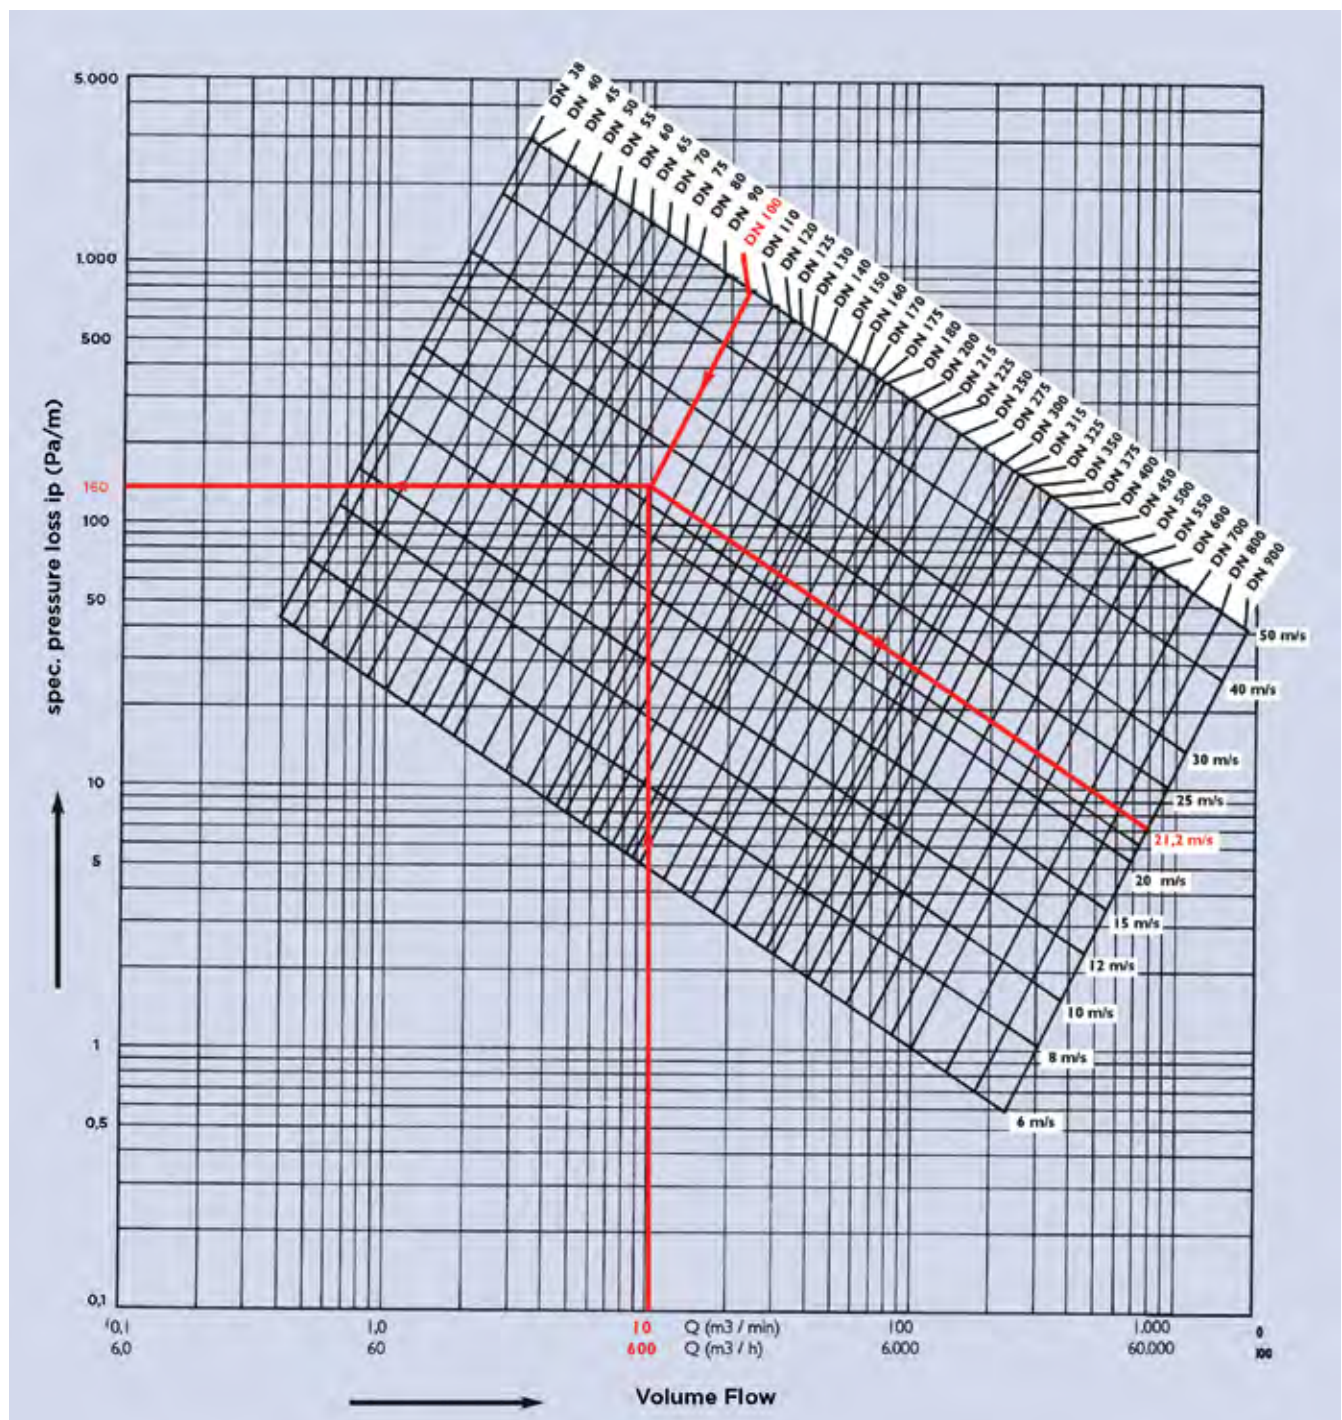 5.000
1.000
500
160
100
50
10
5
1
0,5
0,1
spec. pressure loss ip (Pa/m)
DN 38
DN 40
DN 45
DN 50
DN 55
DN 60
DN 65
DN 70
DN 75
DN 80
DN 90
DN 100
DN 110
DN 120
DN 125
DN 130
DN 140
DN 150
DN 160
DN 170
DN 175
DN 180
DN 200
DN 215
DN 225
DN 250
DN 275
DN 300
DN 315
DN 325
DN 350
DN 375
DN 400
DN 450
DN 500
DN 550
DN 600
DN 700
DN 800
DN 900
50 m/s
40 m/s
30 m/s
25 m/s
21,2 m/s
20 m/s
15 m/s
12 m/s
10 m/s
8 m/s
6 m/s
0,1 1,0 10 Q (m3 / min) 100 1.000 0
6,0 60 600 Q (m3 / h) 6.000 60.000
Volume Flow